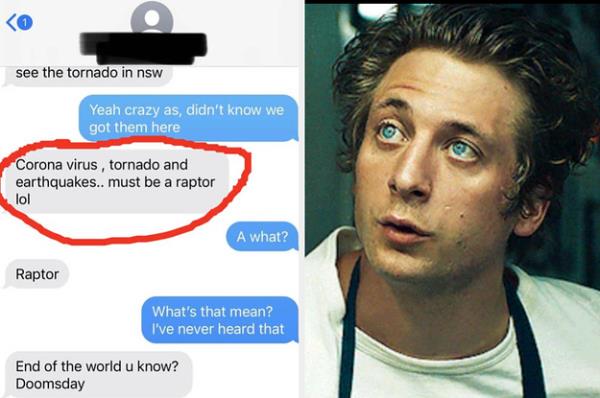 1
see the tornado in nsw
Yeah crazy as, didn't know we
got them here
Corona virus , tornado and
earthquakes.. must be a raptor
lol
A what?
Raptor
What's that mean?
I've never heard that
End of the world u know?
Doomsday